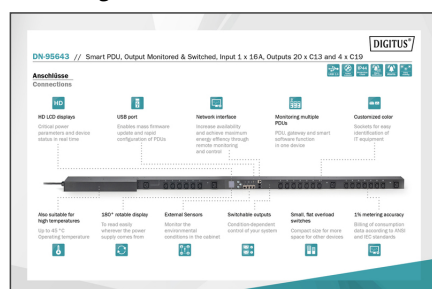 DIGITUS®
DN-95643 // Smart PDU, Output Monitored & Switched, Input 1 x 16A, Outputs 20 x C13 and 4 x C19
Anschlüsse
Connections
HD
HD LCD displays
Critical power
parameters and device
status in real time
USB port
Enables mass firmware
update and rapid
configuration of PDUs
Network interface
Increase availability
and achieve maximum
energy efficiency through
remote monitoring
and control
Monitoring multiple
PDUs
PDU, gateway and smart
software function
in one device
Customized color
Sockets for easy
identification of
IT equipment
Also suitable for
high temperatures
Up to 45 °C
Operating temperature
180° rotable display
To read easily
wherever the power
supply comes from
External Sensors
Monitor the
environmental
conditions in the cabinet
Switchable outputs
Condition-dependent
control of your system
Small, flat overload
switches
Compact size for more
space for other devices
1% metering accuracy
Billing of consumption
data according to ANSI
and IEC standards